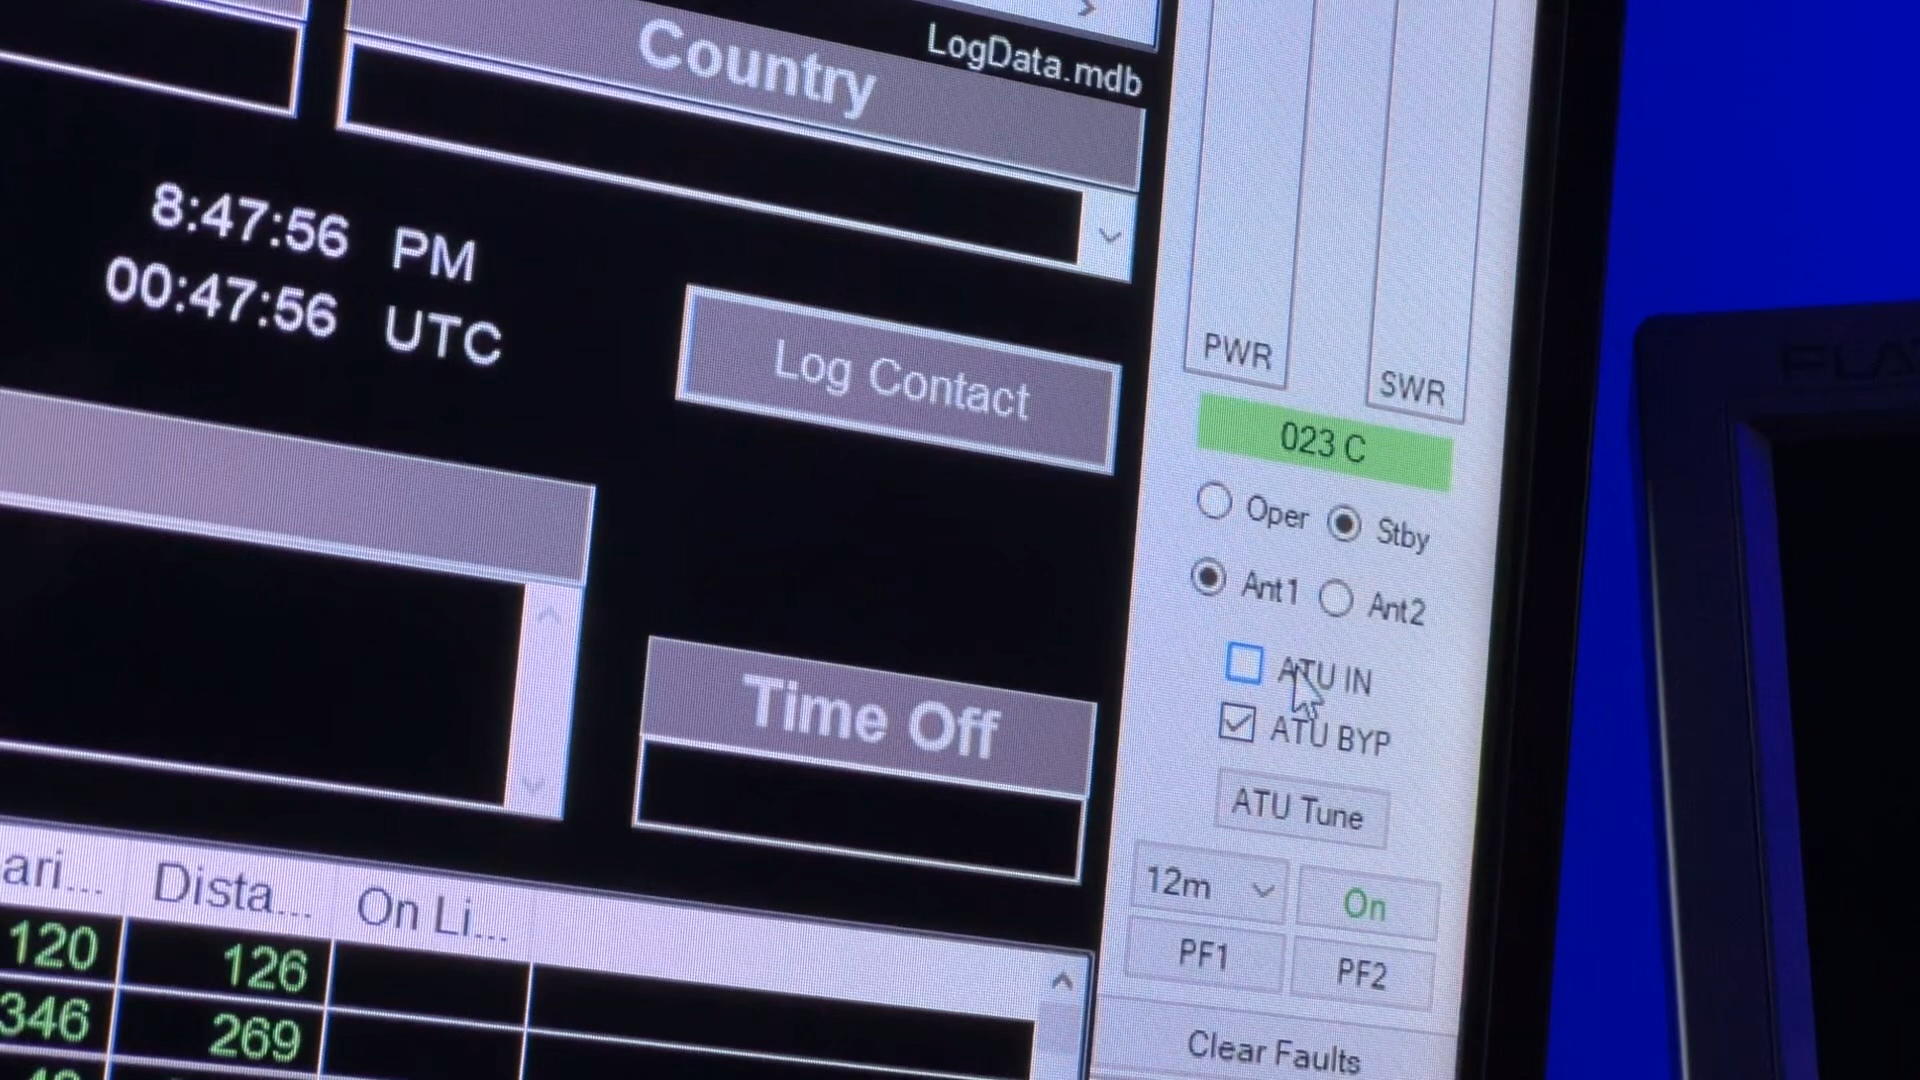 LogData.mdb
Country
8:47:56 PM
00:47:56 UTC
Log Contact
PWR
SWR
023 C
Oper Stby
Ant1 Ant2
ATU IN
ATU BYP
ATU Tune
12m On
PF1 PF2
Clear Faults
Time Off
ari... Dista... On Li...
120 126
346 269